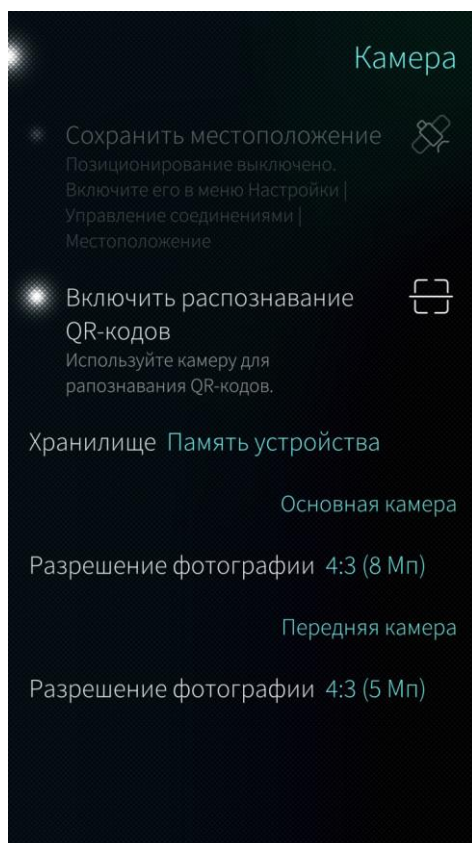 Камера
Сохранить местоположение
Позиционирование выключено.
Включите его в меню Настройки |
Управление соединениями |
Местоположение
Включить распознавание
QR-кодов
Используйте камеру для
рапознавания QR-кодов.
Хранилище Память устройства
Основная камера
Разрешение фотографии 4:3 (8 Мп)
Передняя камера
Разрешение фотографии 4:3 (5 Мп)